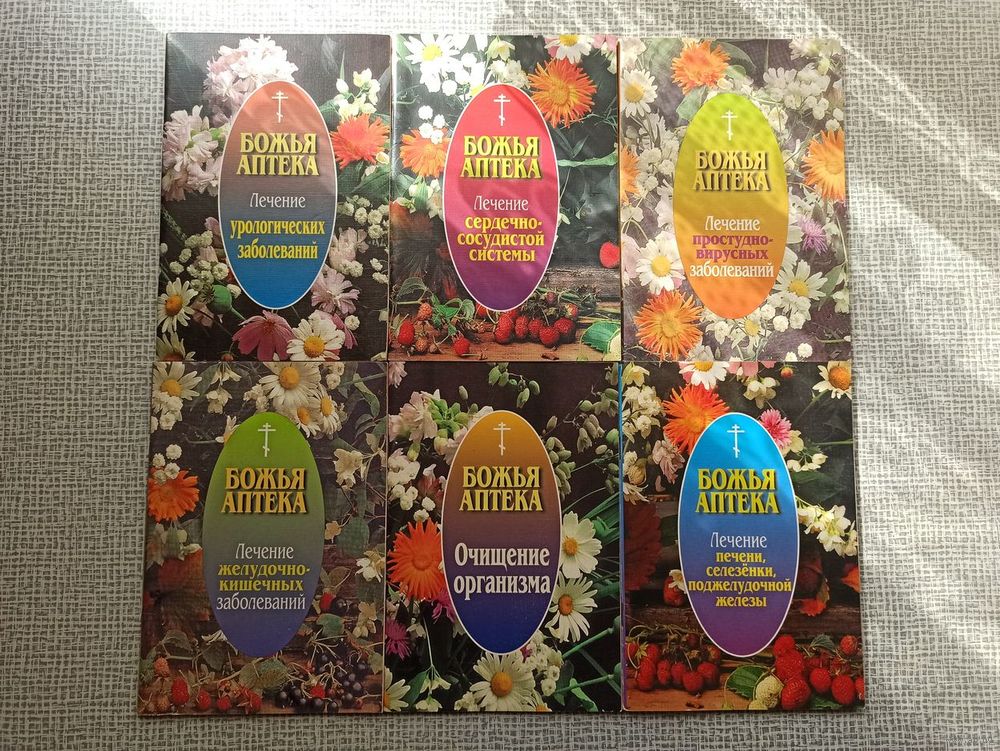 БОЖЬЯ
АПТЕКА
Лечение
урологических
заболеваний
БОЖЬЯ
АПТЕКА
Лечение
сердечно-
сосудистой
системы
БОЖЬЯ
АПТЕКА
Лечение
простудно-
вирусных
заболеваний
БОЖЬЯ
АПТЕКА
Лечение
желудочно-
кишечных
заболеваний
БОЖЬЯ
АПТЕКА
Очищение
организма
БОЖЬЯ
АПТЕКА
Лечение
печени,
селезёнки,
поджелудочной
железы